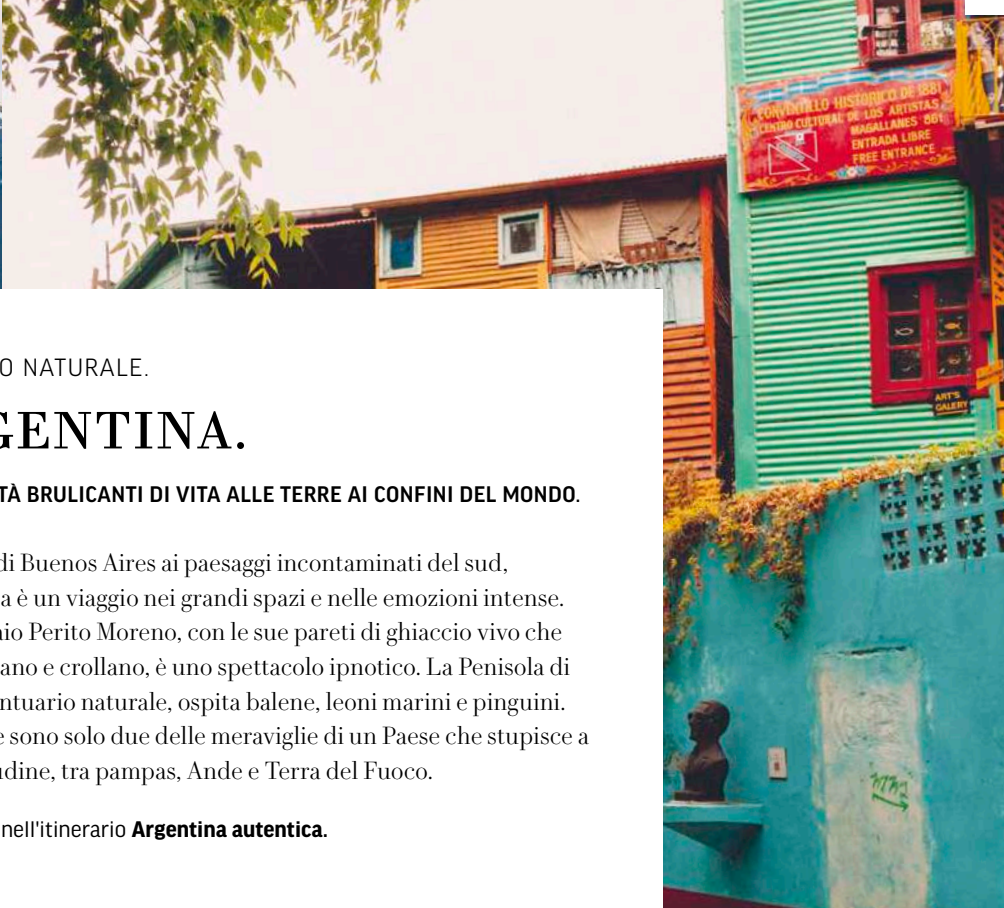 CONVENTILLO HISTORICO DE 1881
CENTRO CULTURAL DE LOS ARTISTAS
MAGALLANES 861
ENTRADA LIBRE
FREE ENTRANCE
ART'S
GALERY
O NATURALE.
GENTINA.
TÀ BRULICANTI DI VITA ALLE TERRE AI CONFINI DEL MONDO.
di Buenos Aires ai paesaggi incontaminati del sud,
a è un viaggio nei grandi spazi e nelle emozioni intense.
io Perito Moreno, con le sue pareti di ghiaccio vivo che
ano e crollano, è uno spettacolo ipnotico. La Penisola di
ntuario naturale, ospita balene, leoni marini e pinguini.
e sono solo due delle meraviglie di un Paese che stupisce a
udine, tra pampas, Ande e Terra del Fuoco.
nell'itinerario Argentina autentica.